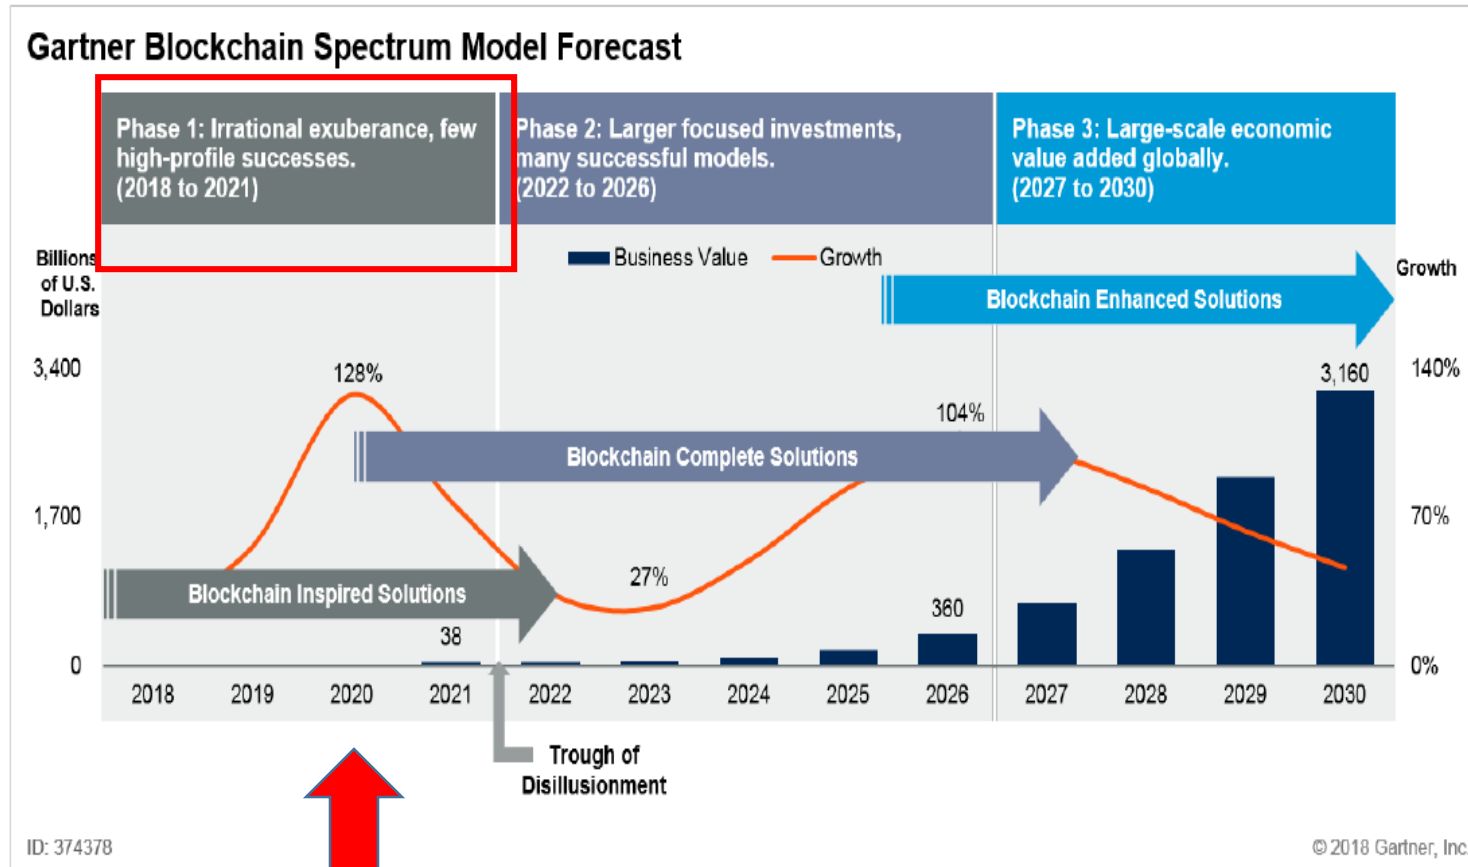 Gartner Blockchain Spectrum Model Forecast
Phase 1: Irrational exuberance, few
high-profile successes.
(2018 to 2021)
Phase 2: Larger focused investments,
many successful models.
(2022 to 2026)
Phase 3: Large-scale economic
value added globally.
(2027 to 2030)
Billions
of U.S.
Dollars
Business Value
Growth
Growth
Blockchain Enhanced Solutions
3,400
128%
3,160
140%
104%
Blockchain Complete Solutions
1,700
70%
Blockchain Inspired Solutions
27%
38
360
0
0%
2018 2019 2020 2021 2022 2023 2024 2025 2026 2027 2028 2029 2030
Trough of
Disillusionment
ID: 374378
© 2018 Gartner, Inc.